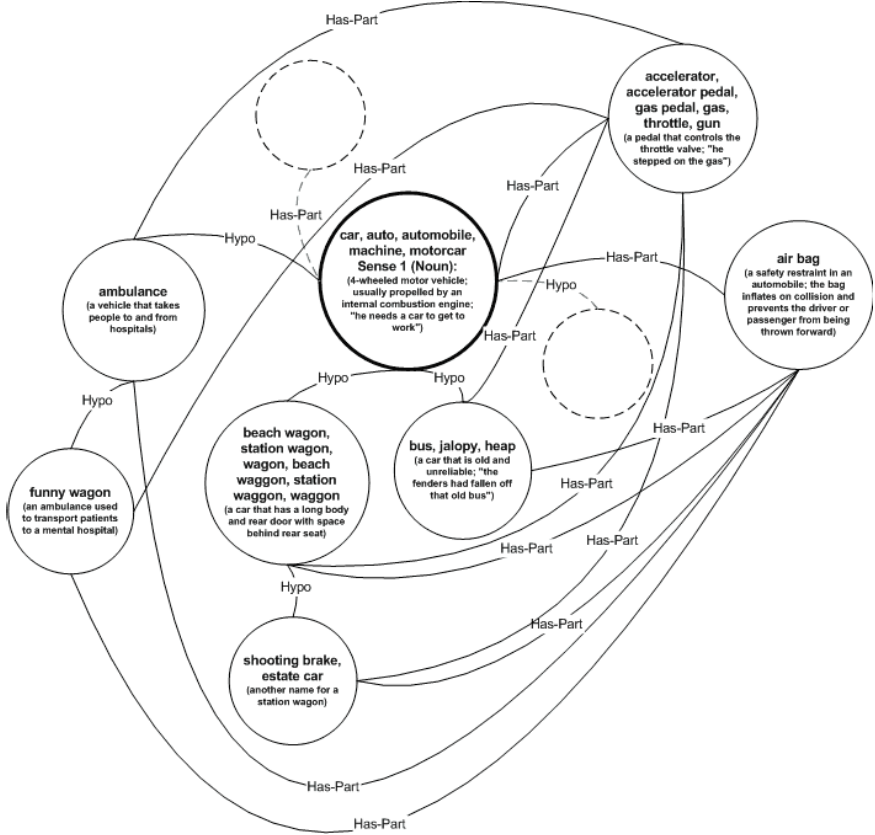 Has-Part
accelerator,
accelerator pedal,
gas pedal, gas,
throttle, gun
(a pedal that controls the
throttle valve; "he
stepped on the gas")
Has-Part
Has-Part
Has-Part
Hypo
car, auto, automobile,
machine, motorcar
Sense 1 (Noun):
(4-wheeled motor vehicle;
usually propelled by an
internal combustion engine;
"he needs a car to get to
work")
Has-Part
air bag
(a safety restraint in an
automobile; the bag
inflates on collision and
prevents the driver or
passenger from being
thrown forward)
ambulance
(a vehicle that takes
people to and from
hospitals)
Hypo
Has-Part
Hypo
Hypo
Hypo
beach wagon,
station wagon,
wagon, beach
waggon, station
waggon, waggon
(a car that has a long body
and rear door with space
behind rear seat)
bus, jalopy, heap
(a car that is old and
unreliable; "the
fenders had fallen off
that old bus")
Has-Part
funny wagon
(an ambulance used
to transport patients
to a mental hospital)
Has-Part
Has-Part
Has-Part
Hypo
Has-Part
shooting brake,
estate car
(another name for a
station wagon)
Has-Part
Has-Part